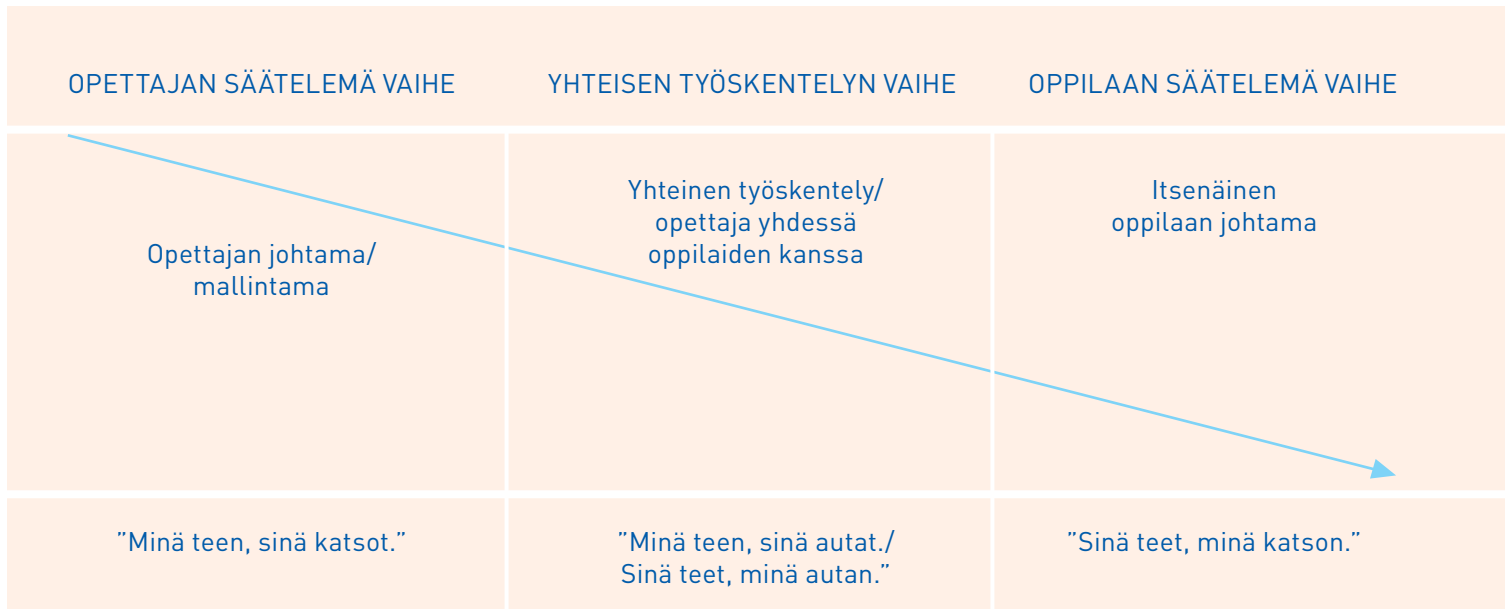 OPETTAJAN SÄÄTELEMÄ VAIHE
YHTEISEN TYÖSKENTELYN VAIHE
OPPILAAN SÄÄTELEMÄ VAIHE
Opettajan johtama/
mallintama
Yhteinen työskentely/
opettaja yhdessä
oppilaiden kanssa
Itsenäinen
oppilaan johtama
”Minä teen, sinä katsot.”
”Minä teen, sinä autat./
Sinä teet, minä autan.”
”Sinä teet, minä katson.”